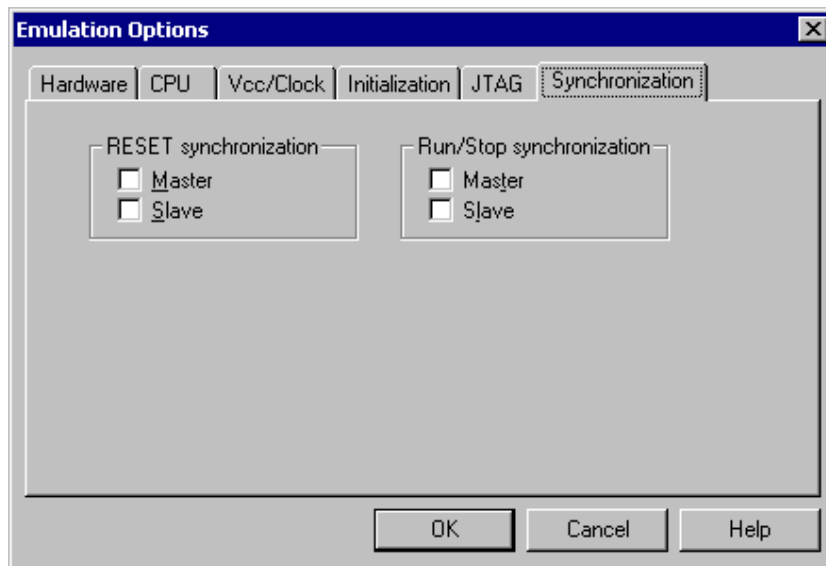 Emulation Options
Hardware CPU Vcc/Clock Initialization JTAG Synchronization
RESET synchronization Run/Stop synchronization
Master Master
Slave Slave
OK Cancel Help